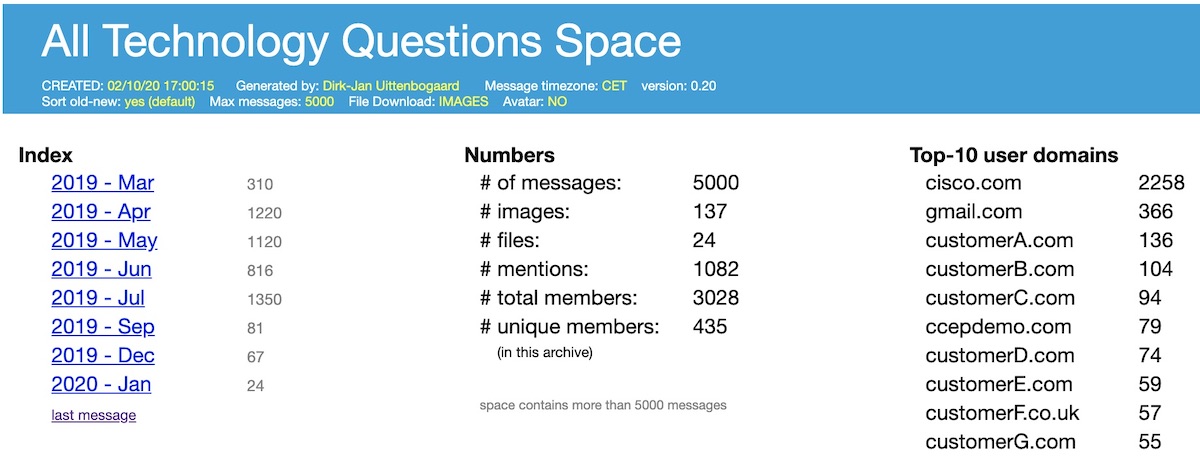 All Technology Questions Space
CREATED: 02/10/20 17:00:15 Generated by: Dirk-Jan Uittenbogaard Message timezone: CET version: 0.20
Sort old-new: yes (default) Max messages: 5000 File Download: IMAGES Avatar: NO
Index
2019 - Mar 310
2019 - Apr 1220
2019 - May 1120
2019 - Jun 816
2019 - Jul 1350
2019 - Sep 81
2019 - Dec 67
2020 - Jan 24
last message
Numbers
# of messages: 5000
# images: 137
# files: 24
# mentions: 1082
# total members: 3028
# unique members: 435
(in this archive)
space contains more than 5000 messages
Top-10 user domains
cisco.com 2258
gmail.com 366
customerA.com 136
customerB.com 104
customerC.com 94
ccepdemo.com 79
customerD.com 74
customerE.com 59
customerF.co.uk 57
customerG.com 55